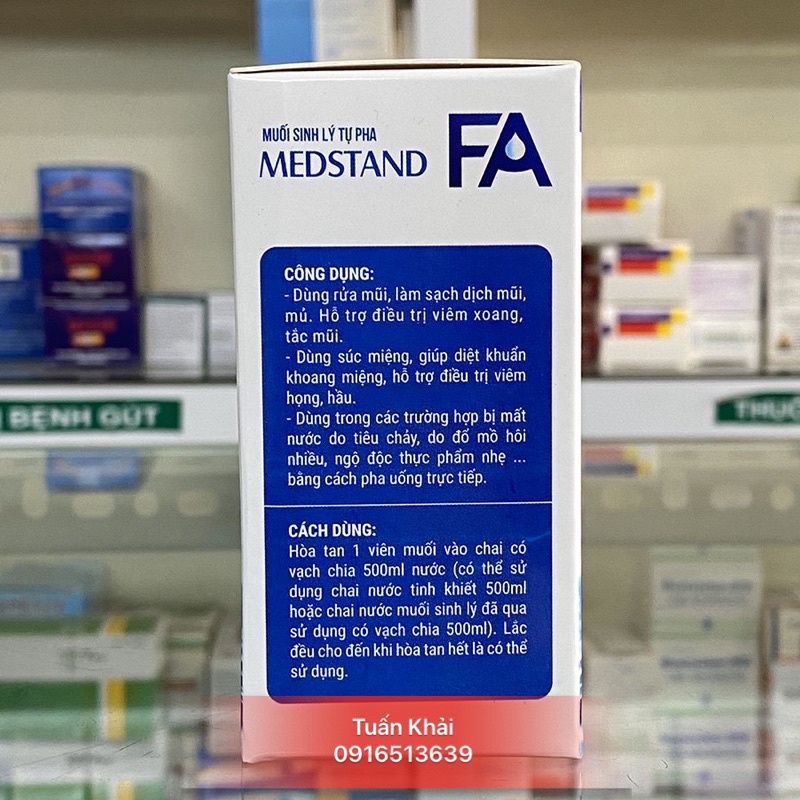 MUỐI SINH LÝ TỰ PHA
MEDSTAND FA
CÔNG DỤNG:
- Dùng rửa mũi, làm sạch dịch mũi,
mủ. Hỗ trợ điều trị viêm xoang,
tắc mũi.
- Dùng súc miệng, giúp diệt khuẩn
khoang miệng, hỗ trợ điều trị viêm
họng, hầu.
- Dùng trong các trường hợp bị mất
nước do tiêu chảy, do đổ mồ hôi
nhiều, ngộ độc thực phẩm nhẹ ...
bằng cách pha uống trực tiếp.
CÁCH DÙNG:
Hòa tan 1 viên muối vào chai có
vạch chia 500ml nước (có thể sử
dụng chai nước tinh khiết 500ml
hoặc chai nước muối sinh lý đã qua
sử dụng có vạch chia 500ml). Lắc
đều cho đến khi hòa tan hết là có thể
sử dụng.
BỆNH GÚT
THUỐ
Tuấn Khải
0916513639